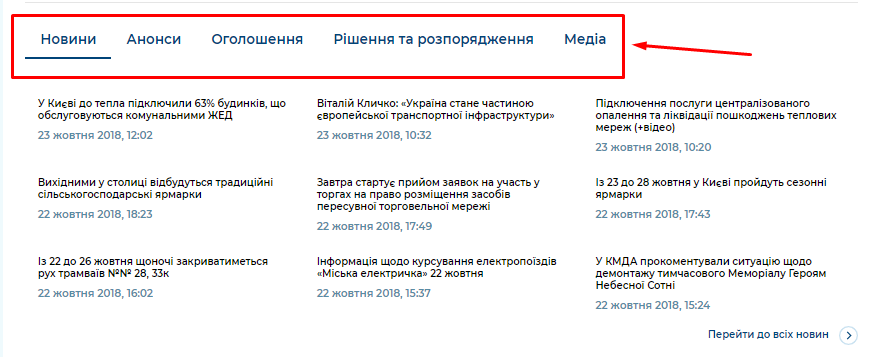 Новини Анонси Оголошення Рішення та розпорядження Медіа
У Києві до тепла підключили 63% будинків, що
обслуговуються комунальними ЖЕД
23 жовтня 2018, 12:02
Віталій Кличко: «Україна стане частиною
європейської транспортної інфраструктури»
23 жовтня 2018, 10:32
Підключення послуги централізованого
опалення та ліквідації пошкоджень теплових
мереж (+відео)
23 жовтня 2018, 10:20
Вихідними у столиці відбудуться традиційні
сільськогосподарські ярмарки
22 жовтня 2018, 18:23
Завтра стартує прийом заявок на участь у
торгах на право розміщення засобів
пересувної торговельної мережі
22 жовтня 2018, 17:49
Із 23 до 28 жовтня у Києві пройдуть сезонні
ярмарки
22 жовтня 2018, 17:43
Із 22 до 26 жовтня щоночі закриватиметься
рух трамваїв №№ 28, 33к
22 жовтня 2018, 16:02
Інформація щодо курсування електропоїздів
«Міська електричка» 22 жовтня
22 жовтня 2018, 15:37
У КМДА прокоментували ситуацію щодо
демонтажу тимчасового Меморіалу Героям
Небесної Сотні
22 жовтня 2018, 15:24
Перейти до всіх новин